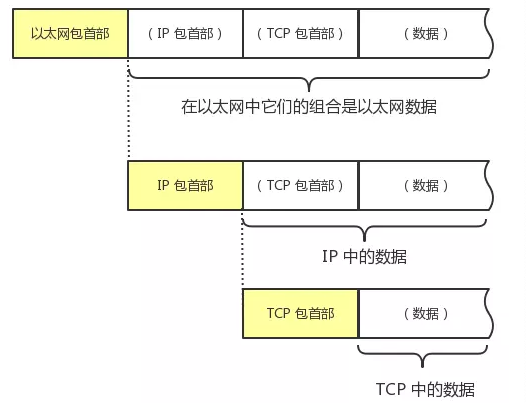 以太网包首部 （IP 包首部） （TCP 包首部） （数据）
在以太网中它们的组合是以太网数据
IP 包首部 （TCP 包首部） （数据）
IP 中的数据
TCP 包首部 （数据）
TCP 中的数据